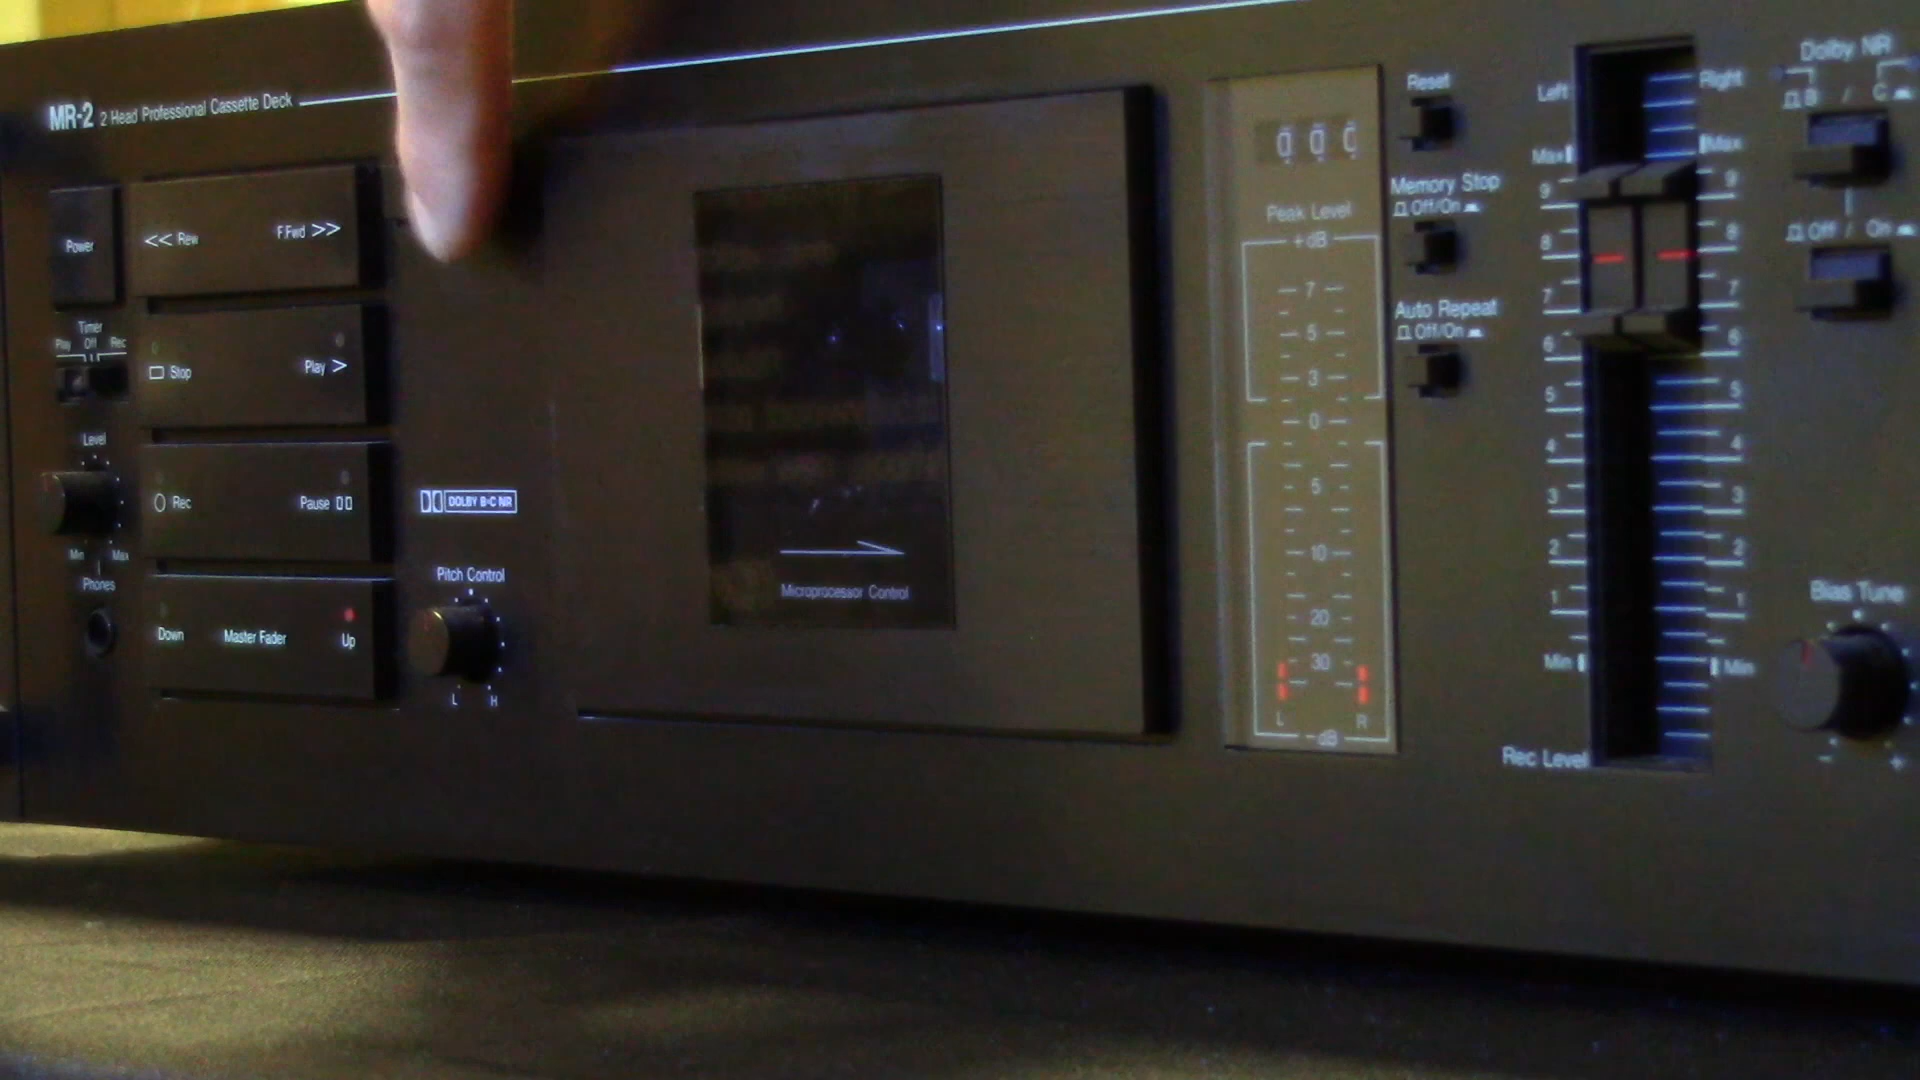 MR-2 2 Head Professional Cassette Deck
Power
<< Rew
F.Fwd >>
Timer
Play Off Rec
Stop
Play >
Level
Min Max
Phones
Rec
Pause
Down Master Fader Up
DOLBY B·C NR
Pitch Control
L H
Microprocessor Control
0 0 0
Peak Level
+dB
7
5
3
0
5
10
20
30
L R
-dB
Reset
Memory Stop
Off/On
Auto Repeat
Off/On
Left Right
Max Max
9 9
8 8
7 7
6 6
5 5
4 4
3 3
2 2
1 1
Min Min
Rec Level
Dolby NR
B / C
Off / On
Bias Tune
- +